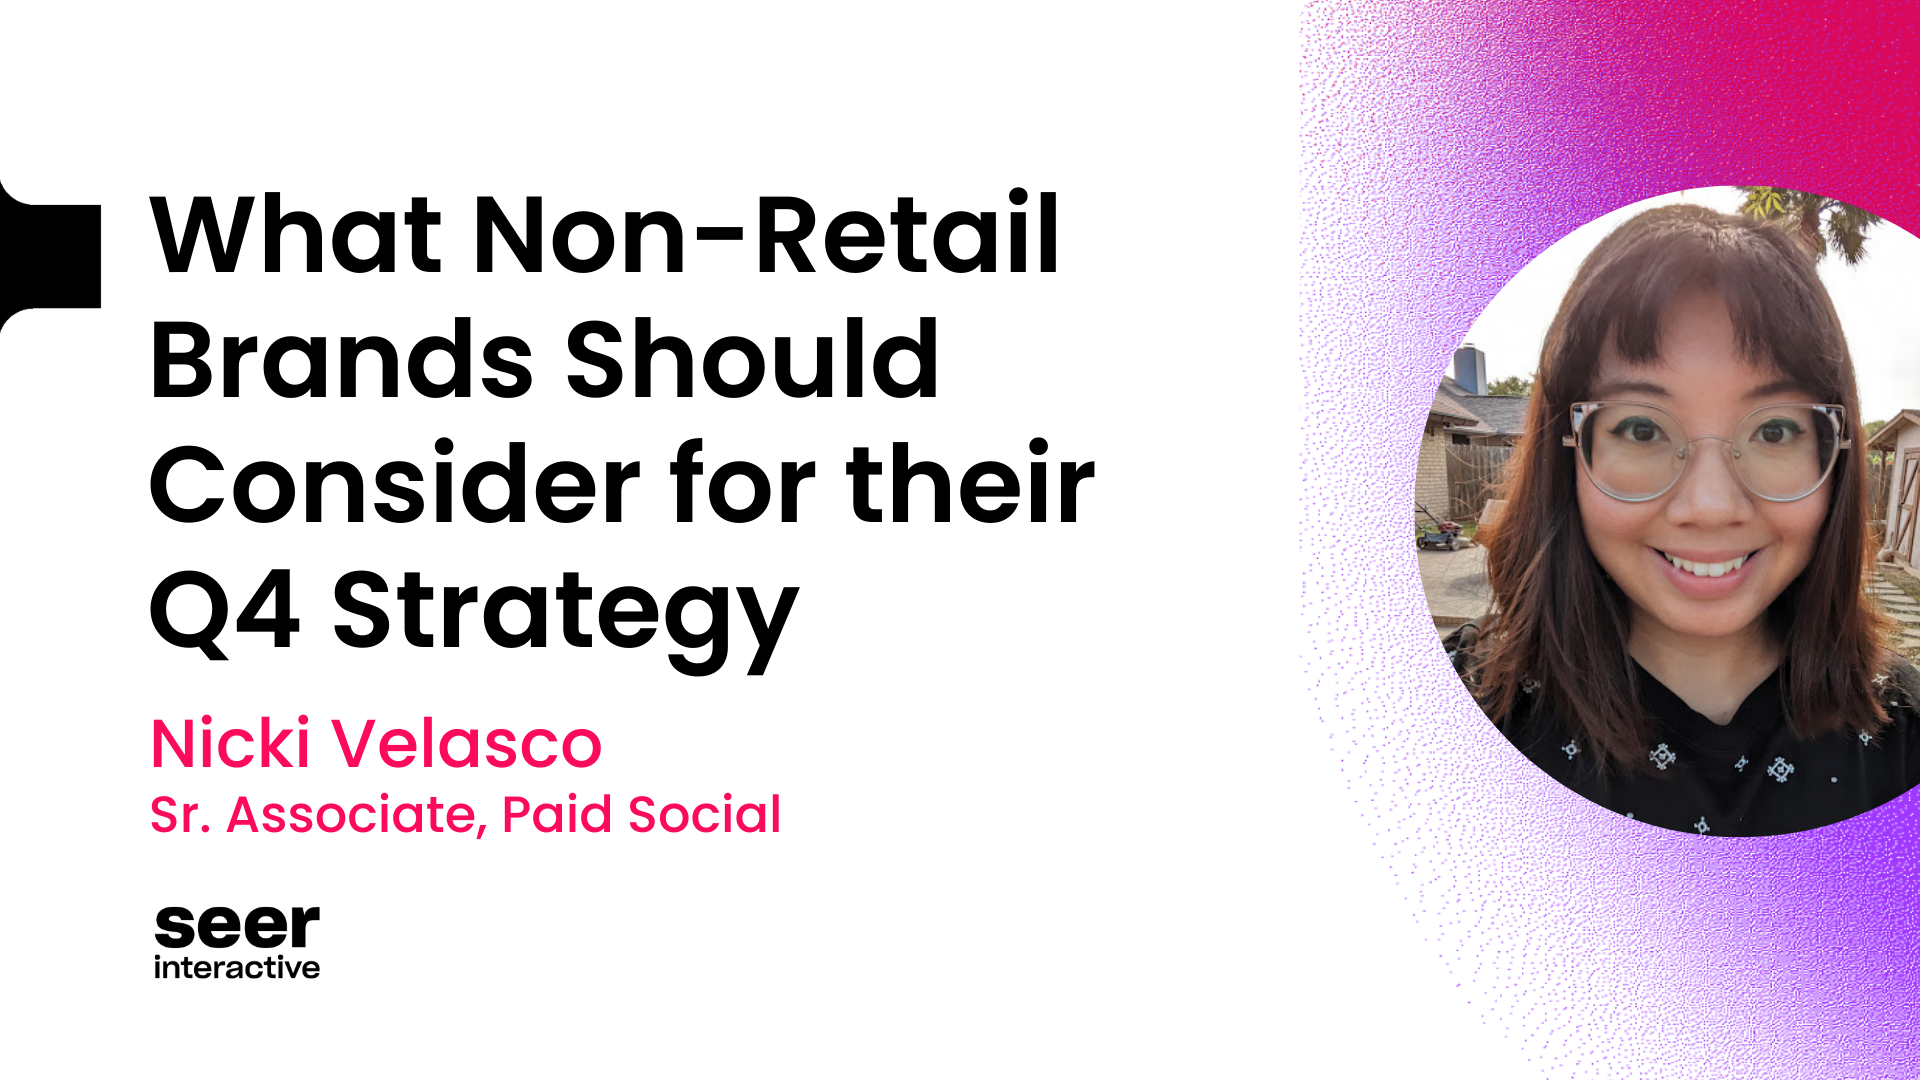 What Non-Retail
Brands Should
Consider for their
Q4 Strategy
Nicki Velasco
Sr. Associate, Paid Social
seer
interactive